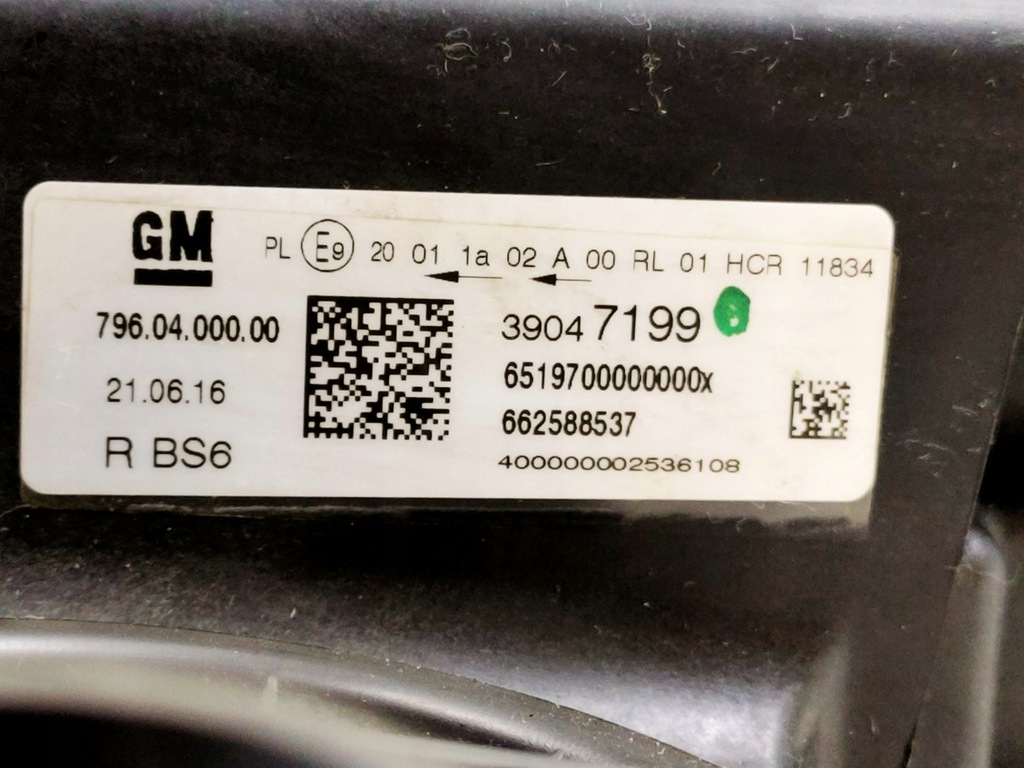 GM
PL E9 20 01 1a 02 A 00 RL 01 HCR 11834
796.04.000.00
39047199
21.06.16
6519700000000x
662588537
R BS6
400000002536108